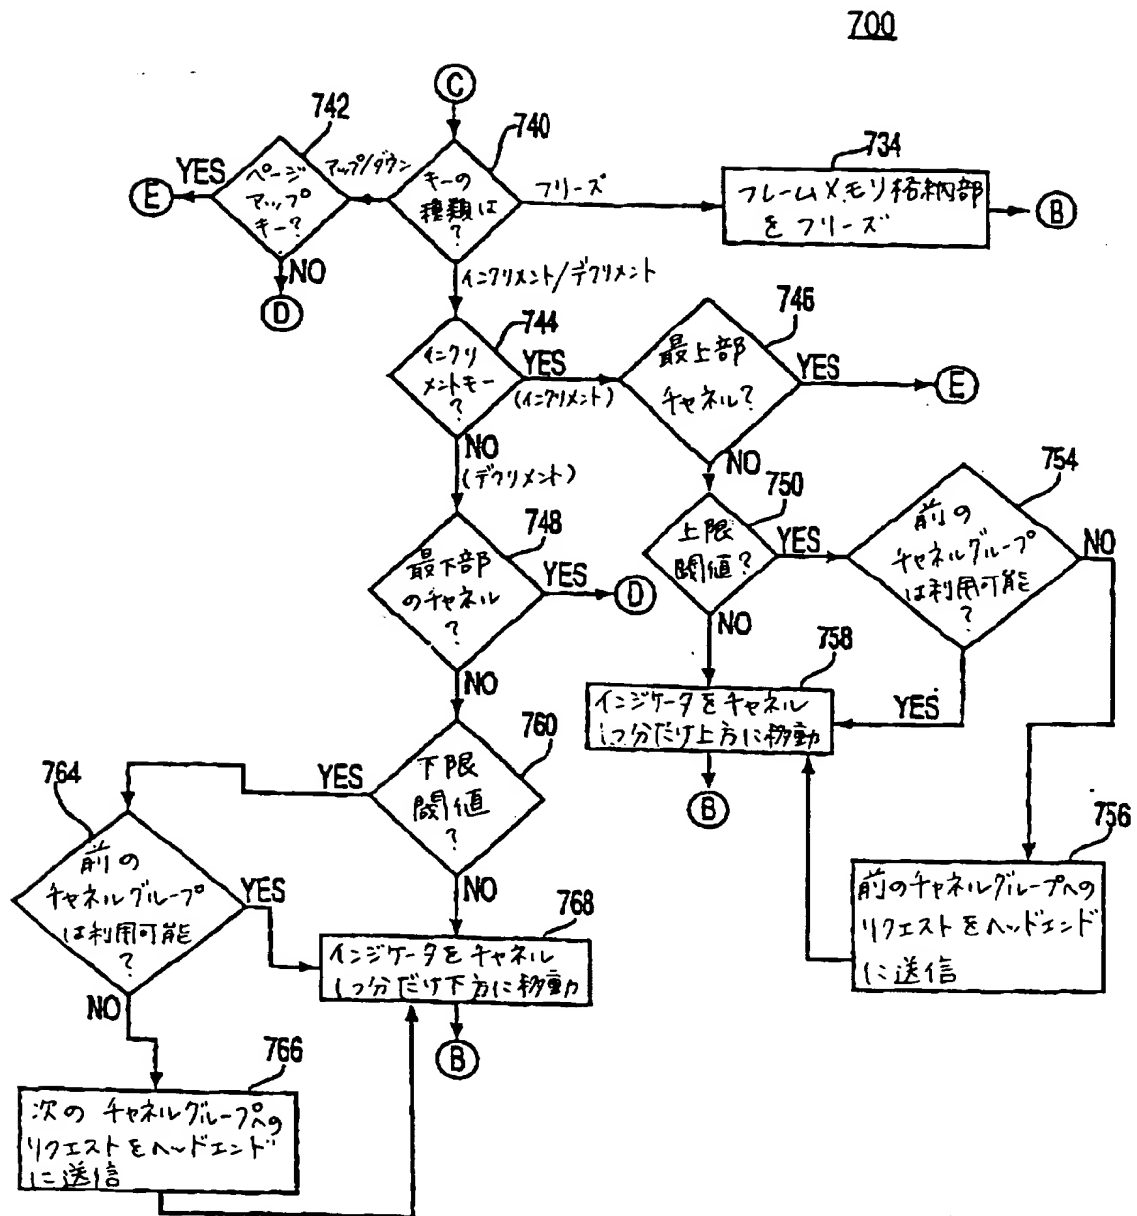 700
C
742
740
734
YES
ページ
アップ
キー?
アップ/ダウン
キーの
種類は
?
フリーズ
フレームメモリ格納部
をフリーズ
B
E
NO
D
インクリメント/デクリメント
744
インクリ
メントキー
?
YES
(インクリメント)
746
最上部
チャネル?
YES
E
NO
(デクリメント)
NO
748
最下部
のチャネル
?
YES
D
750
上限
閾値?
YES
754
前の
チャネルグループ
は利用可能
?
NO
NO
758
インジケータをチャネル
1つ分だけ上方に移動
YES
B
NO
760
下限
閾値
?
YES
764
前の
チャネルグループ
は利用可能
?
YES
NO
756
前のチャネルグループへの
リクエストをヘッドエンド
に送信
768
インジケータをチャネル
1つ分だけ下方に移動
B
NO
766
次のチャネルグループへの
リクエストをヘッドエンド
に送信